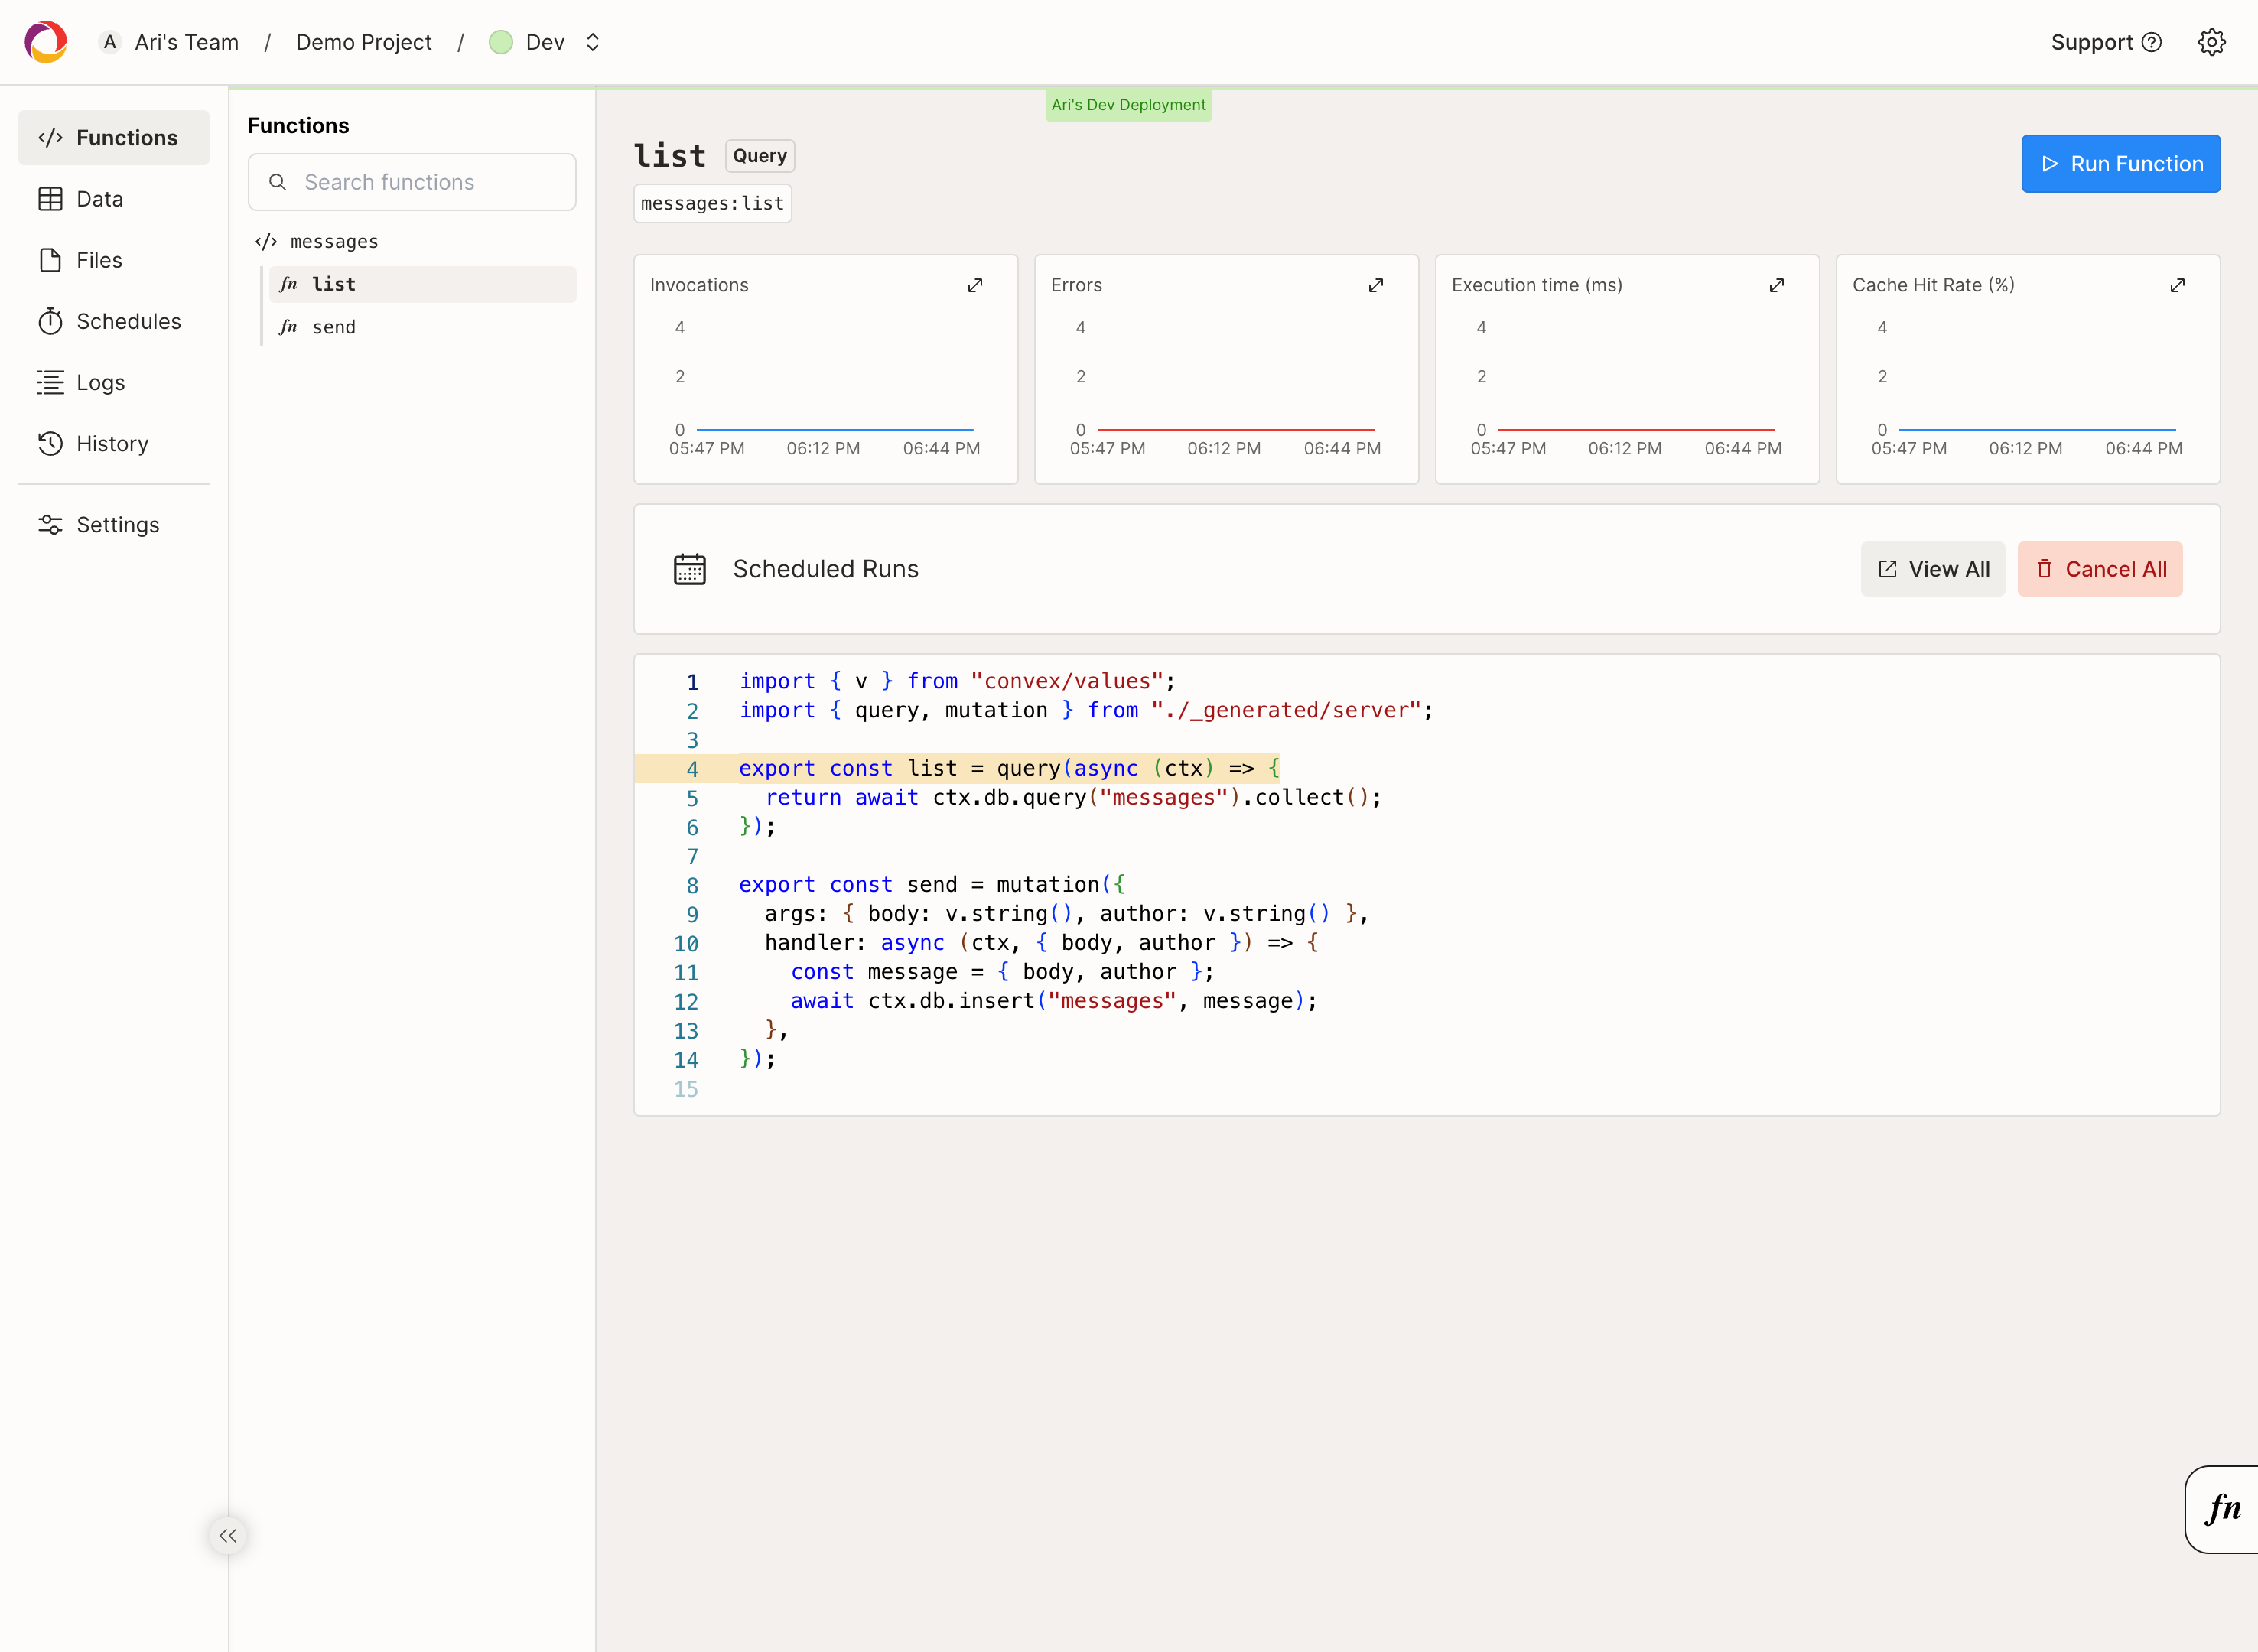 A Ari's Team / Demo Project / Dev
Support
Functions
Data
Files
Schedules
Logs
History
Settings
Functions
Search functions
</> messages
fn list
fn send
Ari's Dev Deployment
list Query
messages:list
Run Function
Invocations
4
2
0
05:47 PM 06:12 PM 06:44 PM
Errors
4
2
0
05:47 PM 06:12 PM 06:44 PM
Execution time (ms)
4
2
0
05:47 PM 06:12 PM 06:44 PM
Cache Hit Rate (%)
4
2
0
05:47 PM 06:12 PM 06:44 PM
Scheduled Runs
View All
Cancel All
1 import { v } from "convex/values";
2 import { query, mutation } from "./_generated/server";
3
4 export const list = query(async (ctx) => {
5   return await ctx.db.query("messages").collect();
6 });
7
8 export const send = mutation({
9   args: { body: v.string(), author: v.string() },
10   handler: async (ctx, { body, author }) => {
11     const message = { body, author };
12     await ctx.db.insert("messages", message);
13   },
14 });
15
fn